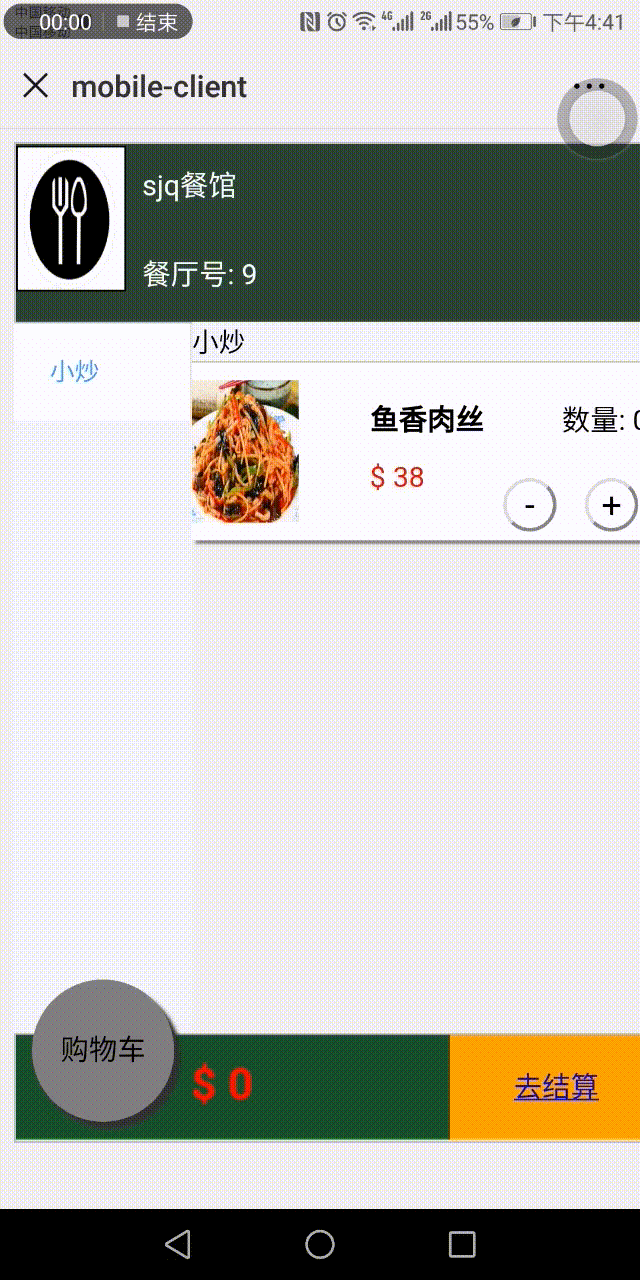 中国移动
00:00 结束 4G 2G 55% 下午4:41
中国移动
mobile-client
sjq餐馆
餐厅号: 9
小炒
小炒
鱼香肉丝 数量: 0
$ 38
- +
购物车
$ 0
去结算